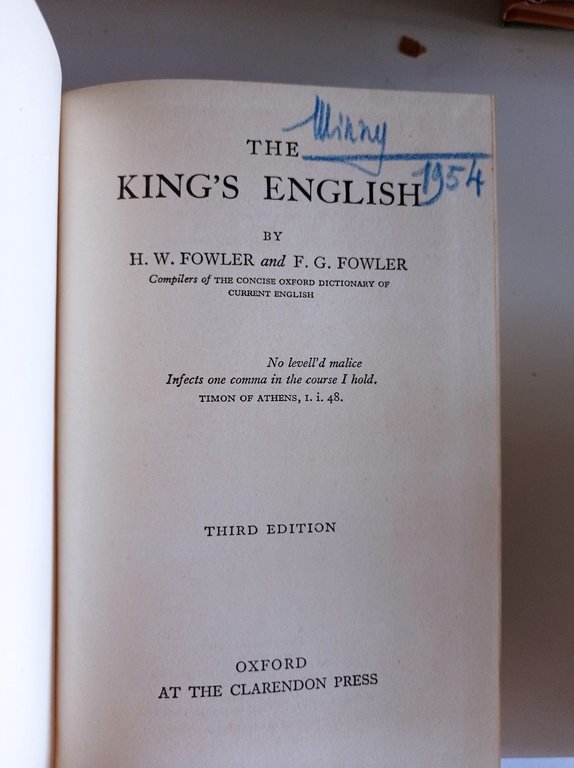 Minny
1954
THE
KING'S ENGLISH
BY
H. W. FOWLER and F. G. FOWLER
Compilers of THE CONCISE OXFORD DICTIONARY OF
CURRENT ENGLISH
No levell'd malice
Infects one comma in the course I hold.
TIMON OF ATHENS, I. i. 48.
THIRD EDITION
OXFORD
AT THE CLARENDON PRESS